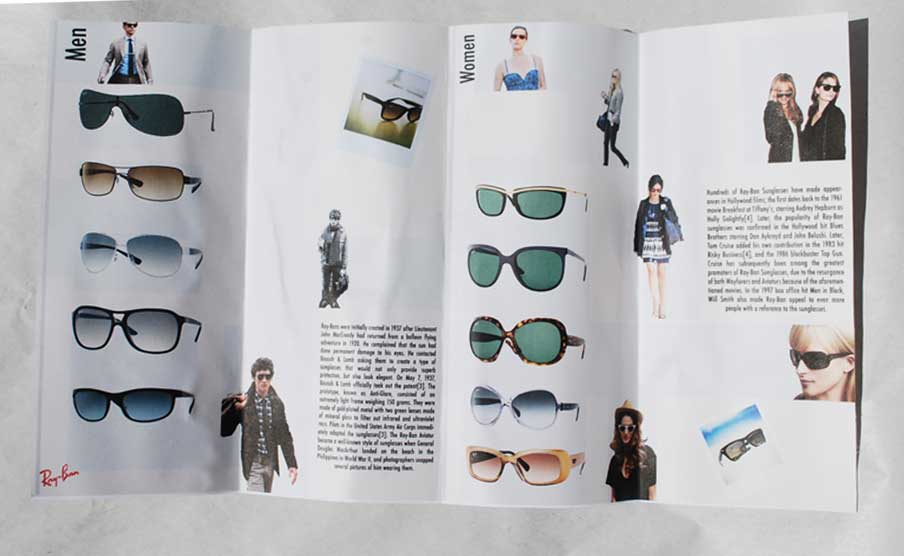 Men
Ray-Ban
Ray-Bans were initially created in 1937 after Lieutenant
John MacCready had returned from a balloon flying
adventure in 1920. He complained that the sun had
done permanent damage to his eyes. He contacted
Bausch & Lomb asking them to create a type of
sunglasses that would not only provide superb
protection, but also look elegant. On May 7, 1937,
Bausch & Lomb officially took out the patent[3]. The
prototype, known as Anti-Glare, consisted of an
extremely light frame weighing 150 grams. They were
made of gold-plated metal with two green lenses made
of mineral glass to filter out infrared and ultraviolet
rays. Pilots in the United States Army Air Corps immedi-
ately adopted the sunglasses[3]. The Ray-Ban Aviator
became a well-known style of sunglasses when General
Douglas MacArthur landed on the beach in the
Philippines in World War II, and photographers snapped
several pictures of him wearing them.
Women
Hundreds of Ray-Ban Sunglasses have made appear-
ances in Hollywood films; the first dates back to the 1961
movie Breakfast at Tiffany's, starring Audrey Hepburn as
Holly Golightly[4]. Later, the popularity of Ray-Ban
sunglasses was confirmed in the Hollywood hit Blues
Brothers starring Dan Aykroyd and John Belushi. Later,
Tom Cruise added his own contribution in the 1983 hit
Risky Business[4], and the 1986 blockbuster Top Gun.
Cruise has subsequently been among the greatest
promoters of Ray-Ban Sunglasses, due to the resurgence
of both Wayfarers and Aviators because of the aforemen-
tioned movies. In the 1997 box office hit Men in Black,
Will Smith also made Ray-Ban appeal to even more
people with a reference to the sunglasses.